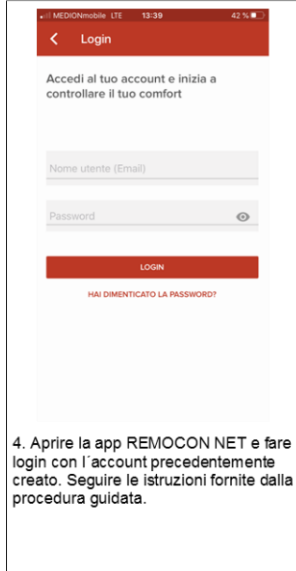 MEDIONmobile LTE 13:39 42 %
Login
Accedi al tuo account e inizia a
controllare il tuo comfort
Nome utente (Email)
Password
LOGIN
HAI DIMENTICATO LA PASSWORD?
4. Aprire la app REMOCON NET e fare
login con l´account precedentemente
creato. Seguire le istruzioni fornite dalla
procedura guidata.